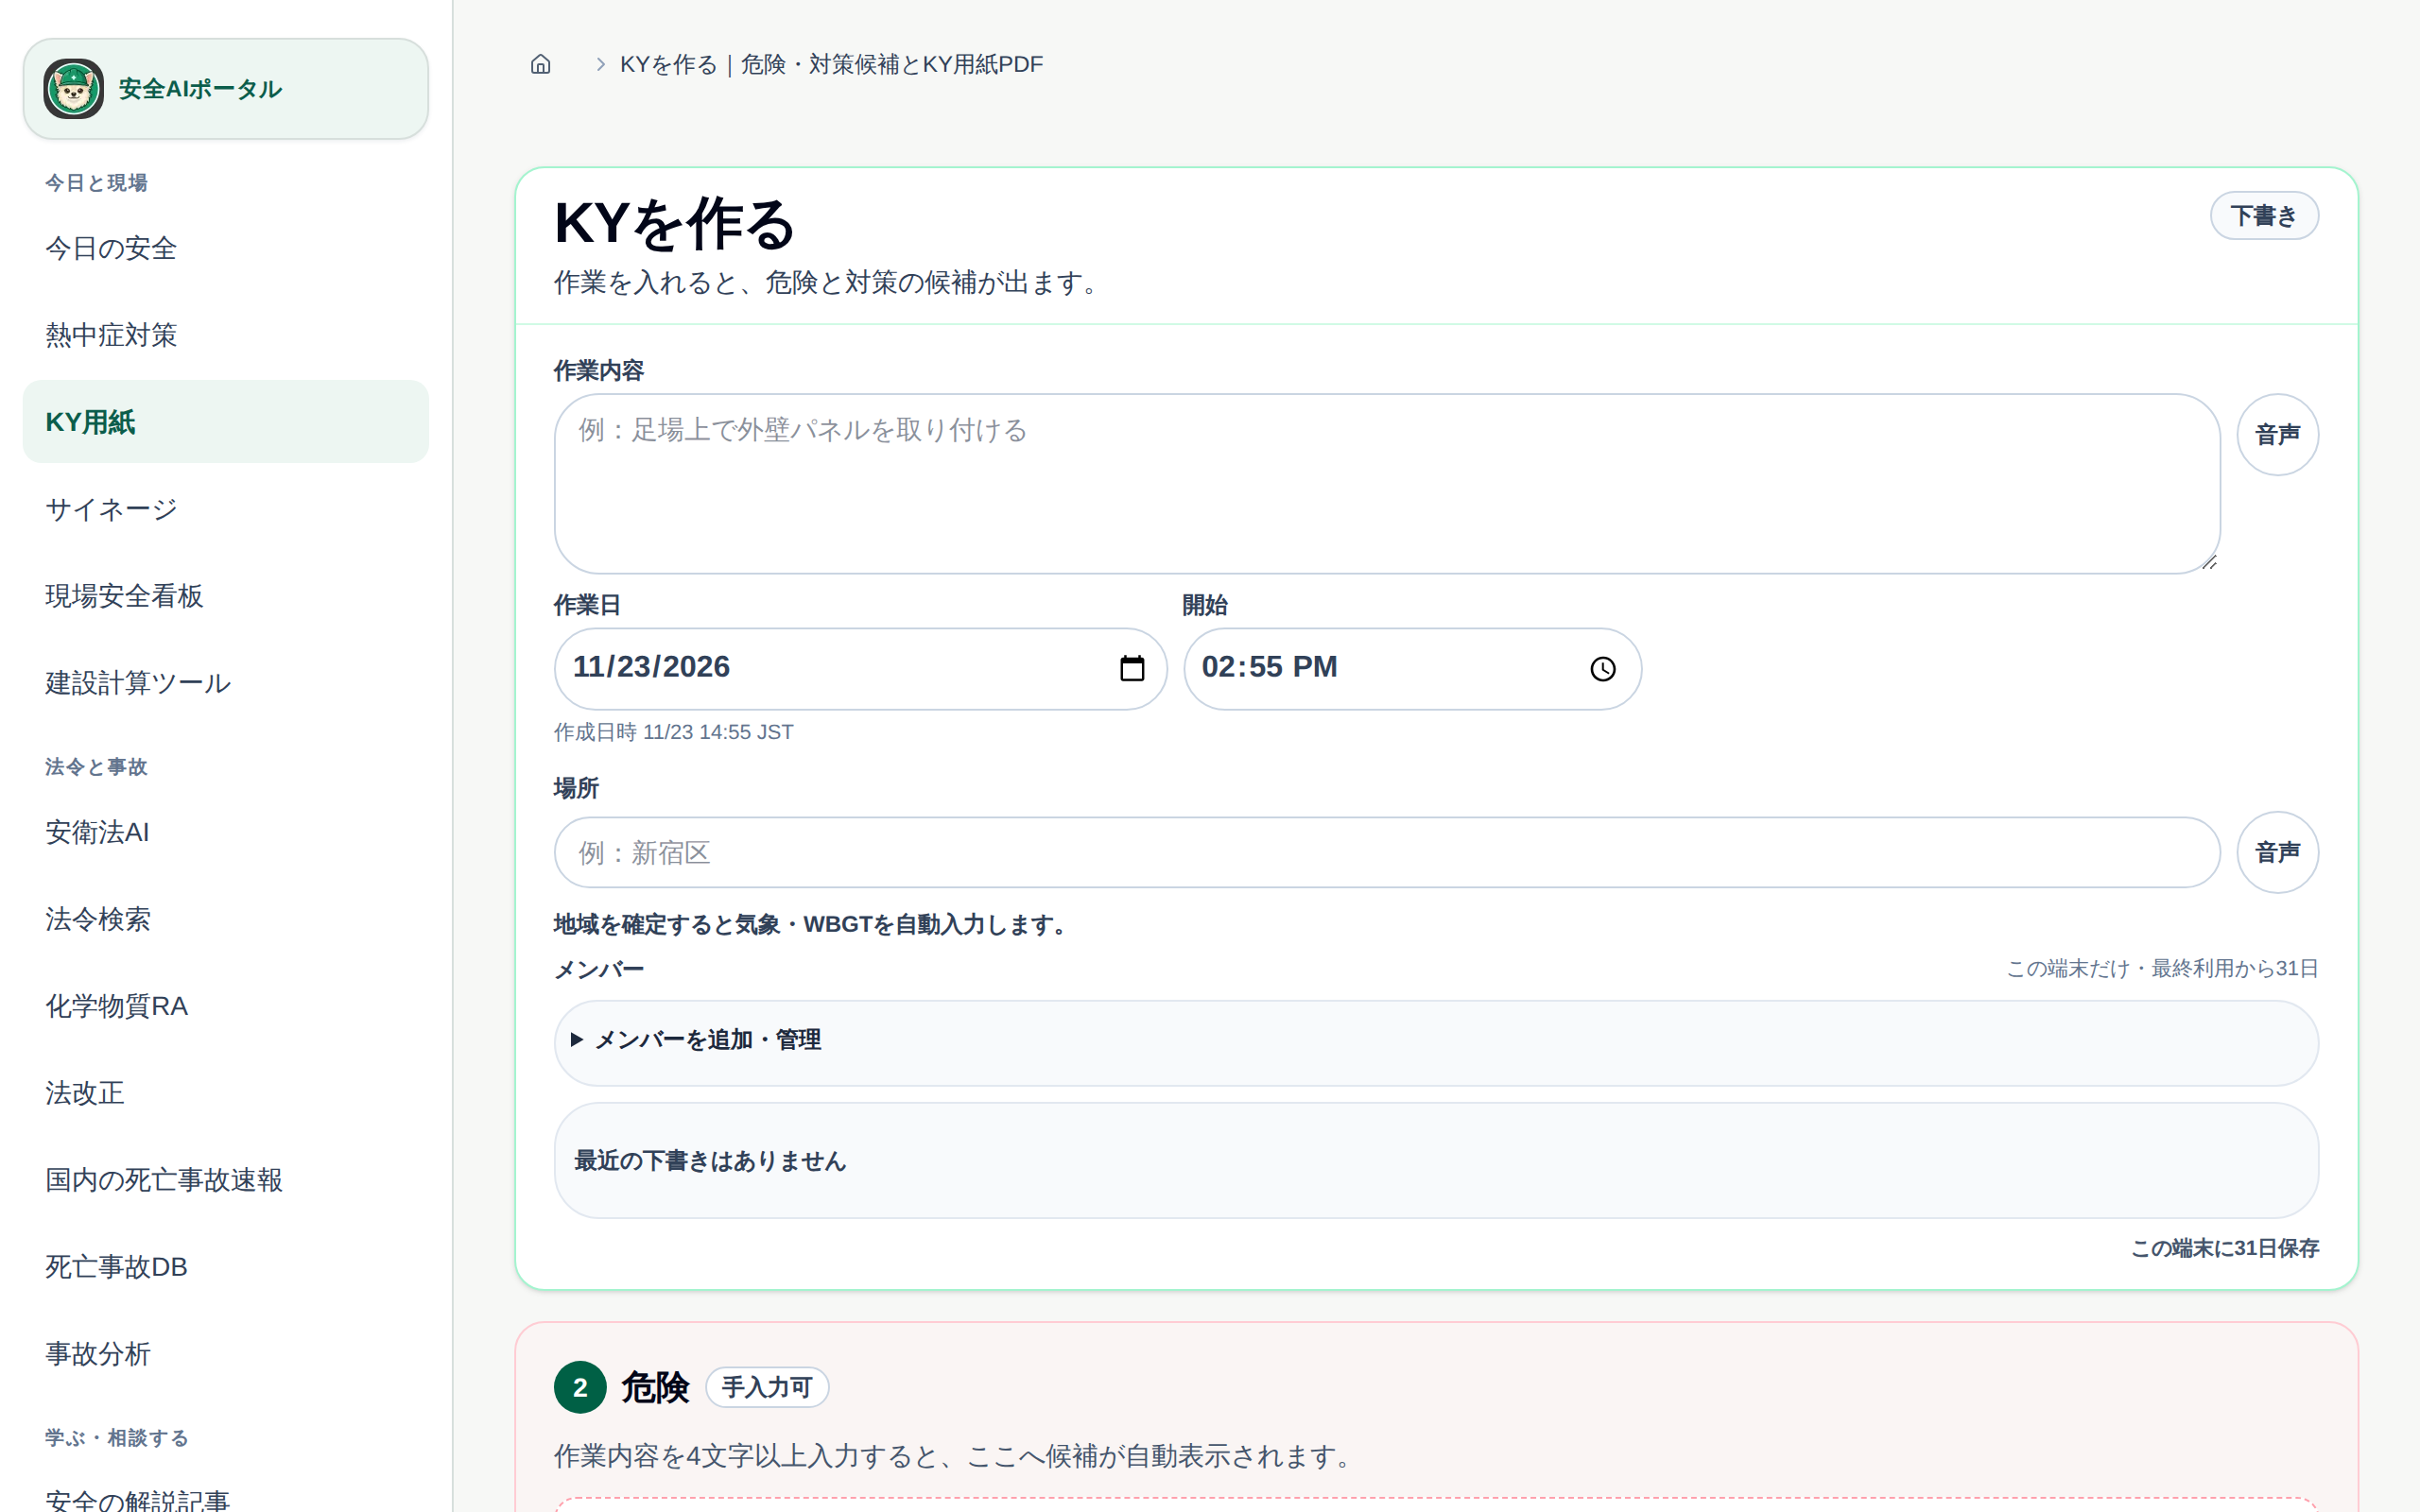 安全AIポータル
今日と現場
今日の安全
熱中症対策
KY用紙
サイネージ
現場安全看板
建設計算ツール
法令と事故
安衛法AI
法令検索
化学物質RA
法改正
国内の死亡事故速報
死亡事故DB
事故分析
学ぶ・相談する
安全の解説記事
KYを作る｜危険・対策候補とKY用紙PDF
KYを作る
下書き
作業を入れると、危険と対策の候補が出ます。
作業内容
例：足場上で外壁パネルを取り付ける
音声
作業日
開始
11/23/2026
02:55 PM
作成日時 11/23 14:55 JST
場所
例：新宿区
音声
地域を確定すると気象・WBGTを自動入力します。
メンバー
この端末だけ・最終利用から31日
メンバーを追加・管理
最近の下書きはありません
この端末に31日保存
2 危険 手入力可
作業内容を4文字以上入力すると、ここへ候補が自動表示されます。